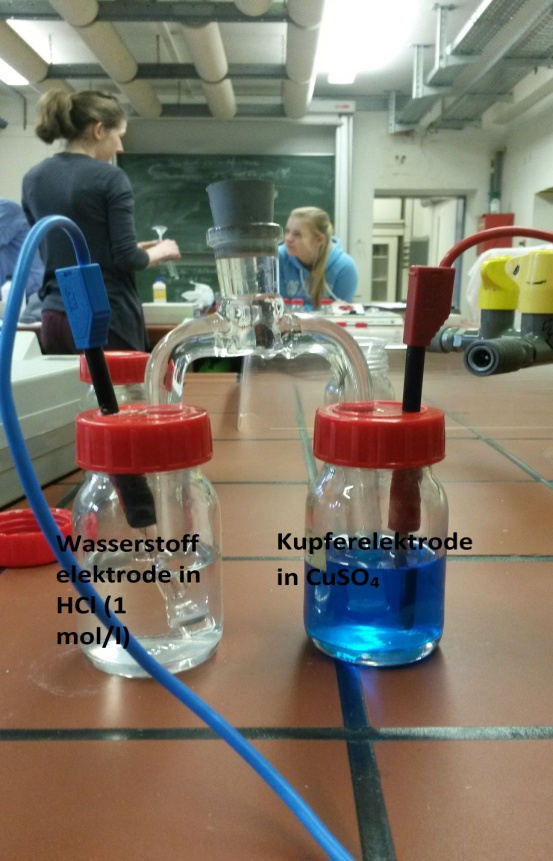 Wasserstoff
elektrode in
HCl (1
mol/l)
Kupferelektrode
in CuSO₄